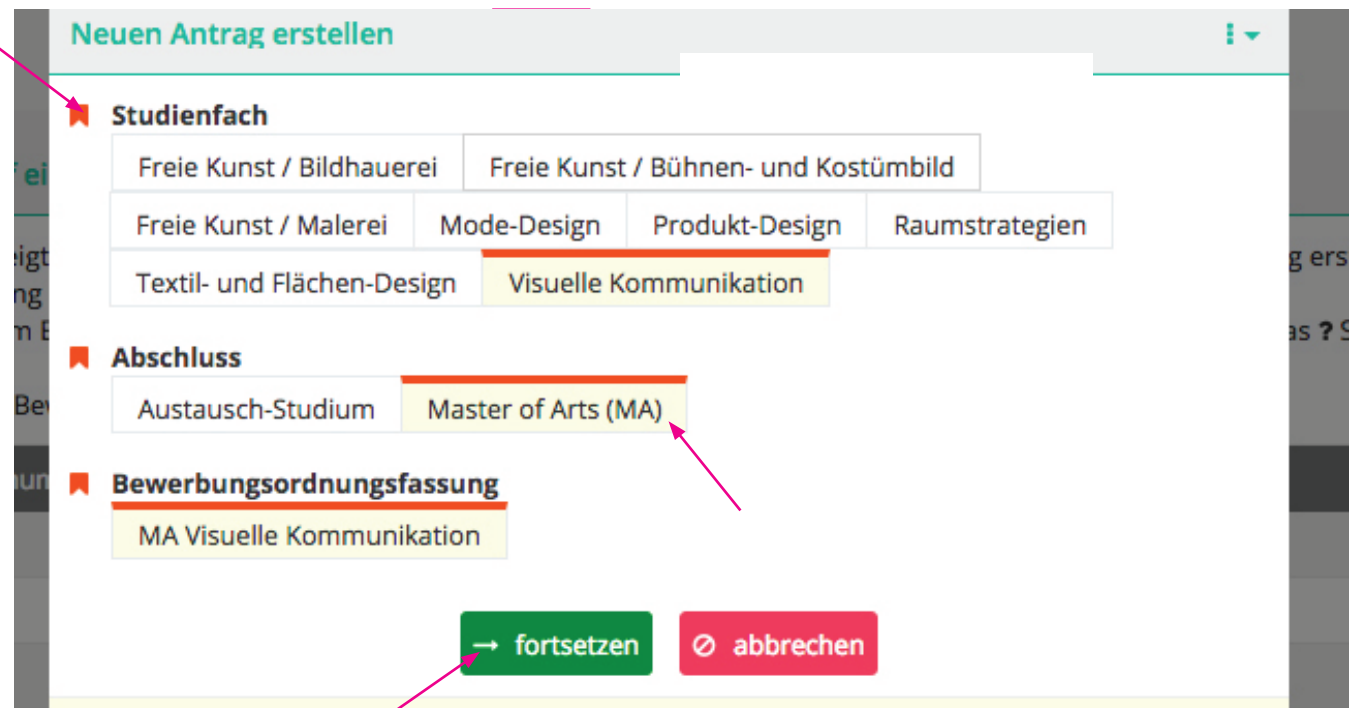 Neuen Antrag erstellen
Studienfach
Freie Kunst / Bildhauerei Freie Kunst / Bühnen- und Kostümbild
Freie Kunst / Malerei Mode-Design Produkt-Design Raumstrategien
Textil- und Flächen-Design Visuelle Kommunikation
Abschluss
Austausch-Studium Master of Arts (MA)
Bewerbungsordnungsfassung
MA Visuelle Kommunikation
→ fortsetzen abbrechen